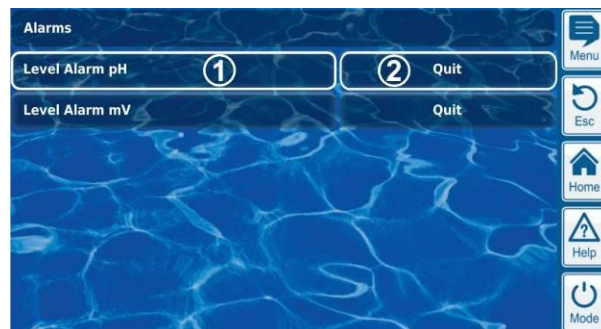 Alarms
Level Alarm pH ① ② Quit
Level Alarm mV Quit
Menu
Esc
Home
Help
Mode